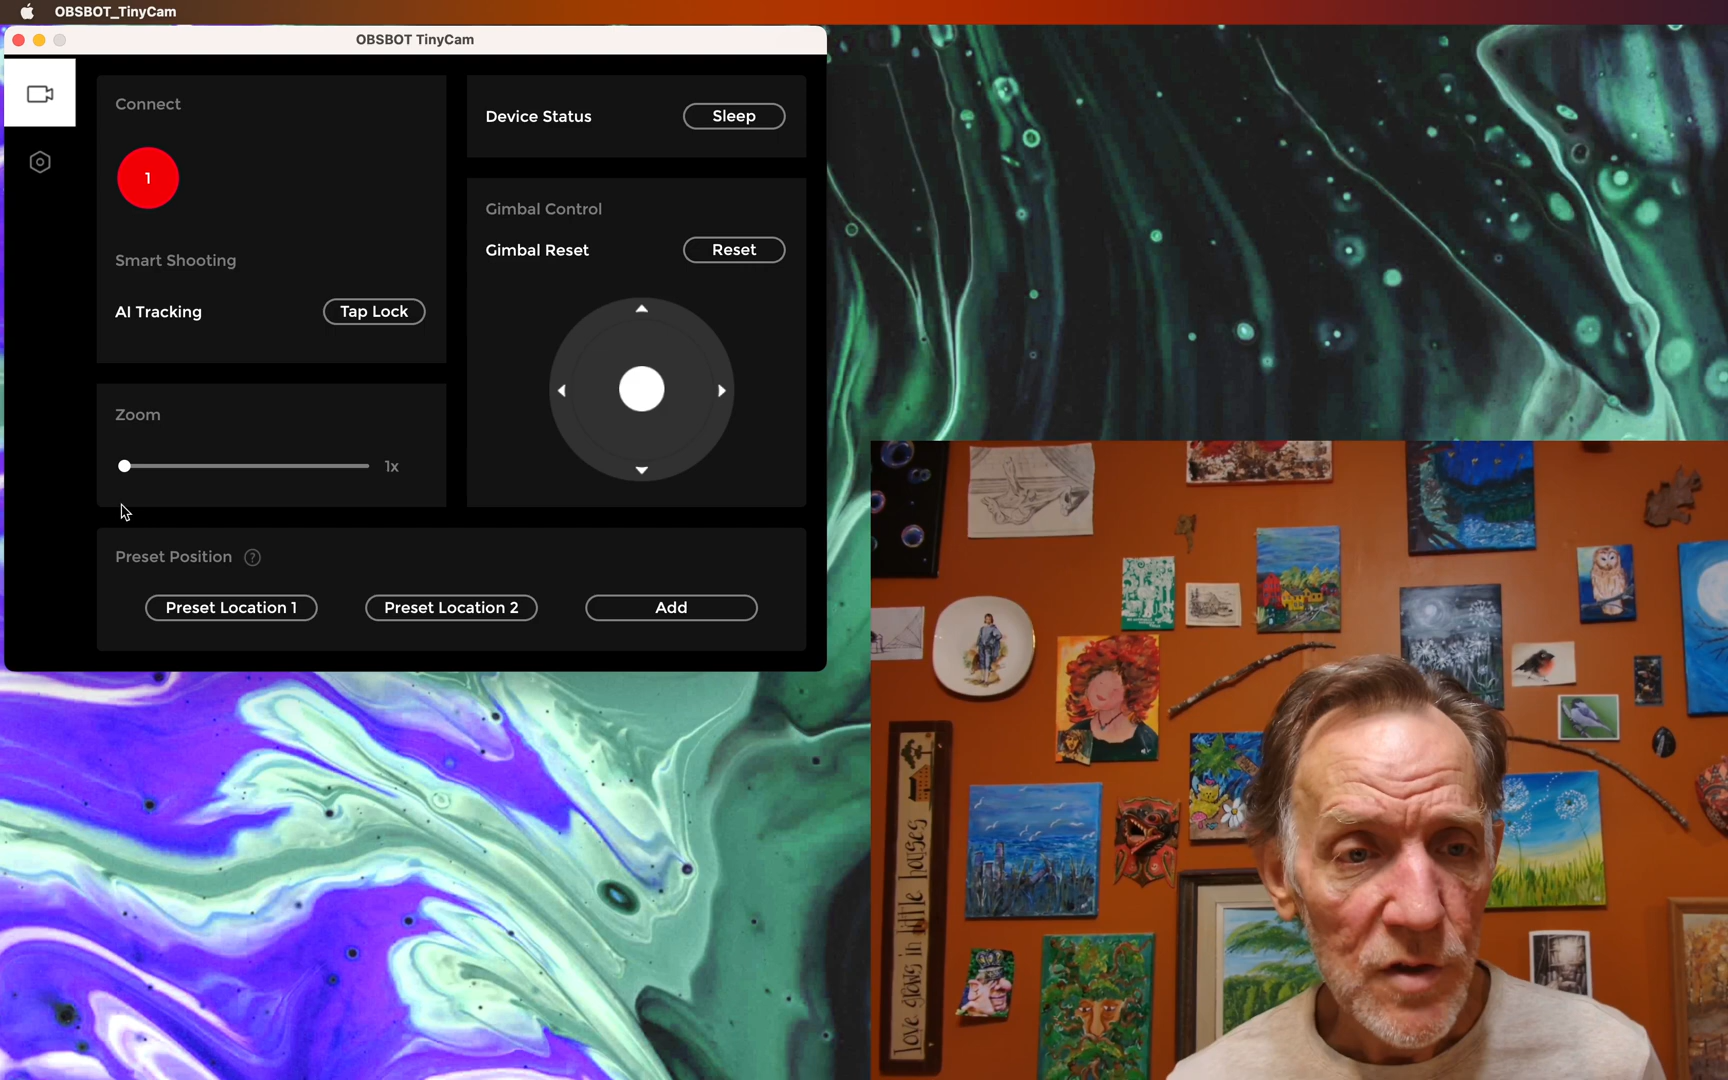 OBSBOT_TinyCam
OBSBOT TinyCam
Connect
1
Smart Shooting
AI Tracking
Tap Lock
Zoom
1x
Device Status
Sleep
Gimbal Control
Gimbal Reset
Reset
Preset Position ?
Preset Location 1
Preset Location 2
Add
love grows in little houses